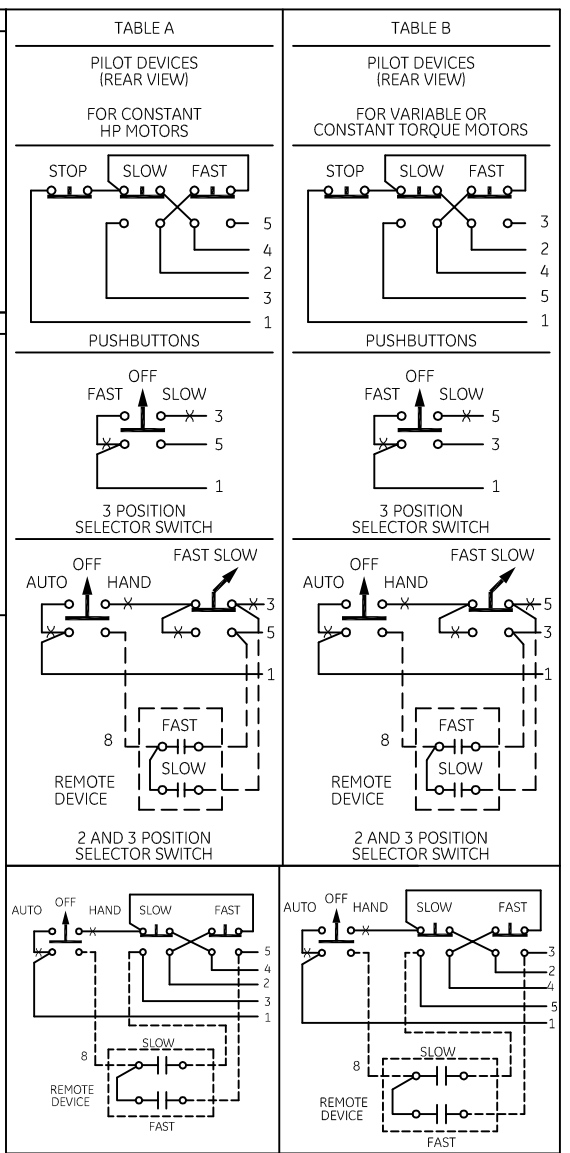 TABLE A
PILOT DEVICES
(REAR VIEW)
FOR CONSTANT
HP MOTORS
STOP SLOW FAST
5
4
2
3
1
PUSHBUTTONS
OFF
FAST SLOW
3
5
1
3 POSITION
SELECTOR SWITCH
FAST SLOW
OFF
AUTO HAND
3
5
1
FAST
8
SLOW
REMOTE
DEVICE
2 AND 3 POSITION
SELECTOR SWITCH
AUTO OFF HAND SLOW FAST
5
4
2
3
1
SLOW
8
REMOTE
DEVICE
FAST
TABLE B
PILOT DEVICES
(REAR VIEW)
FOR VARIABLE OR
CONSTANT TORQUE MOTORS
STOP SLOW FAST
3
2
4
5
1
PUSHBUTTONS
OFF
FAST SLOW
5
3
1
3 POSITION
SELECTOR SWITCH
FAST SLOW
OFF
AUTO HAND
5
3
1
FAST
8
SLOW
REMOTE
DEVICE
2 AND 3 POSITION
SELECTOR SWITCH
AUTO OFF HAND SLOW FAST
3
2
4
5
1
SLOW
8
REMOTE
DEVICE
FAST